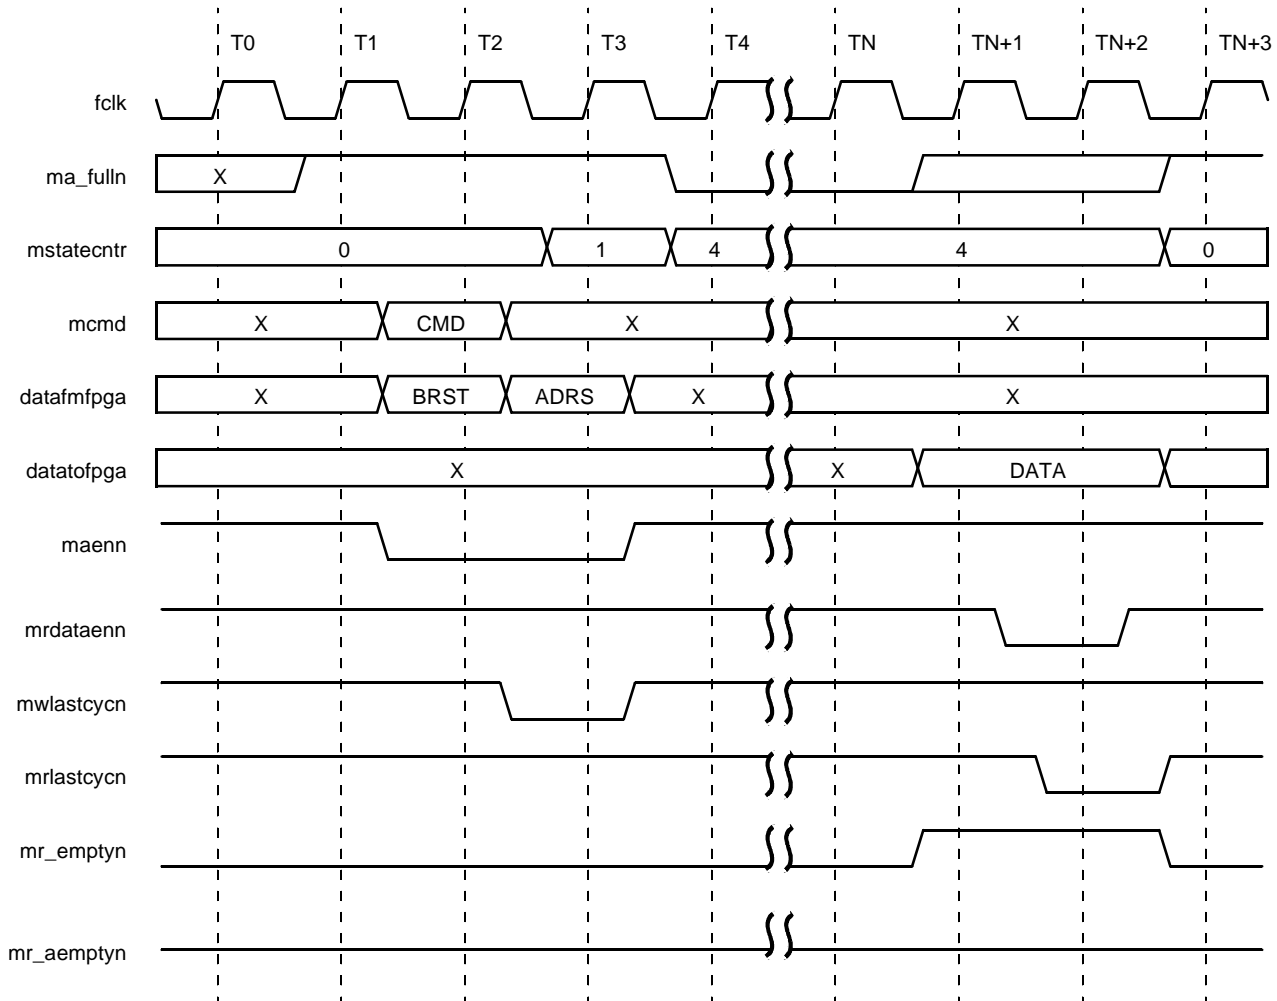 T0 T1 T2 T3 T4 TN TN+1 TN+2 TN+3
fclk
ma_fulln X
mstatecntr 0 1 4 4 0
mcmd X CMD X X
datafmfpga X BRST ADRS X X
datatofpga X X DATA
maenn
mrdataenn
mwlastcycn
mrlastcycn
mr_emptyn
mr_aemptyn